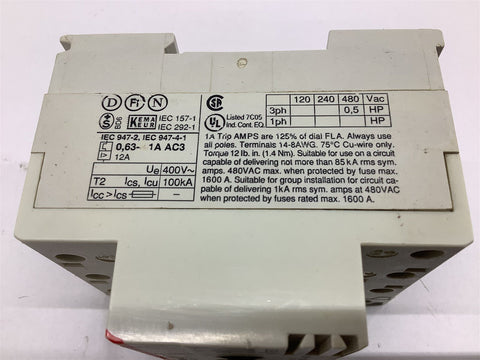 D FI N
S B06 KEMA KEUR IEC 157-1
IEC 292-1
IEC 947-2, IEC 947-4-1
0,63- 1A AC3
12A
Ue 400V~
T2 Ics, Icu 100kA
Icc > Ics –
SA
UL Listed 7C05
Ind. Cont. EQ.
120 240 480 Vac
3ph 0,5 HP
1ph HP
1A Trip AMPS are 125% of dial FLA. Always use
all poles. Terminals 14-8AWG. 75°C Cu-wire only.
Torque 12 lb. in. (1.4 Nm). Suitable for use on a circuit
capable of delivering not more than 85 kA rms sym.
amps. 480VAC max. when protected by fuse max.
1600 A. Suitable for group installation for circuit ca-
pable of delivering 1kA rms sym. amps at 480VAC
when protected by fuses rated max. 1600 A.